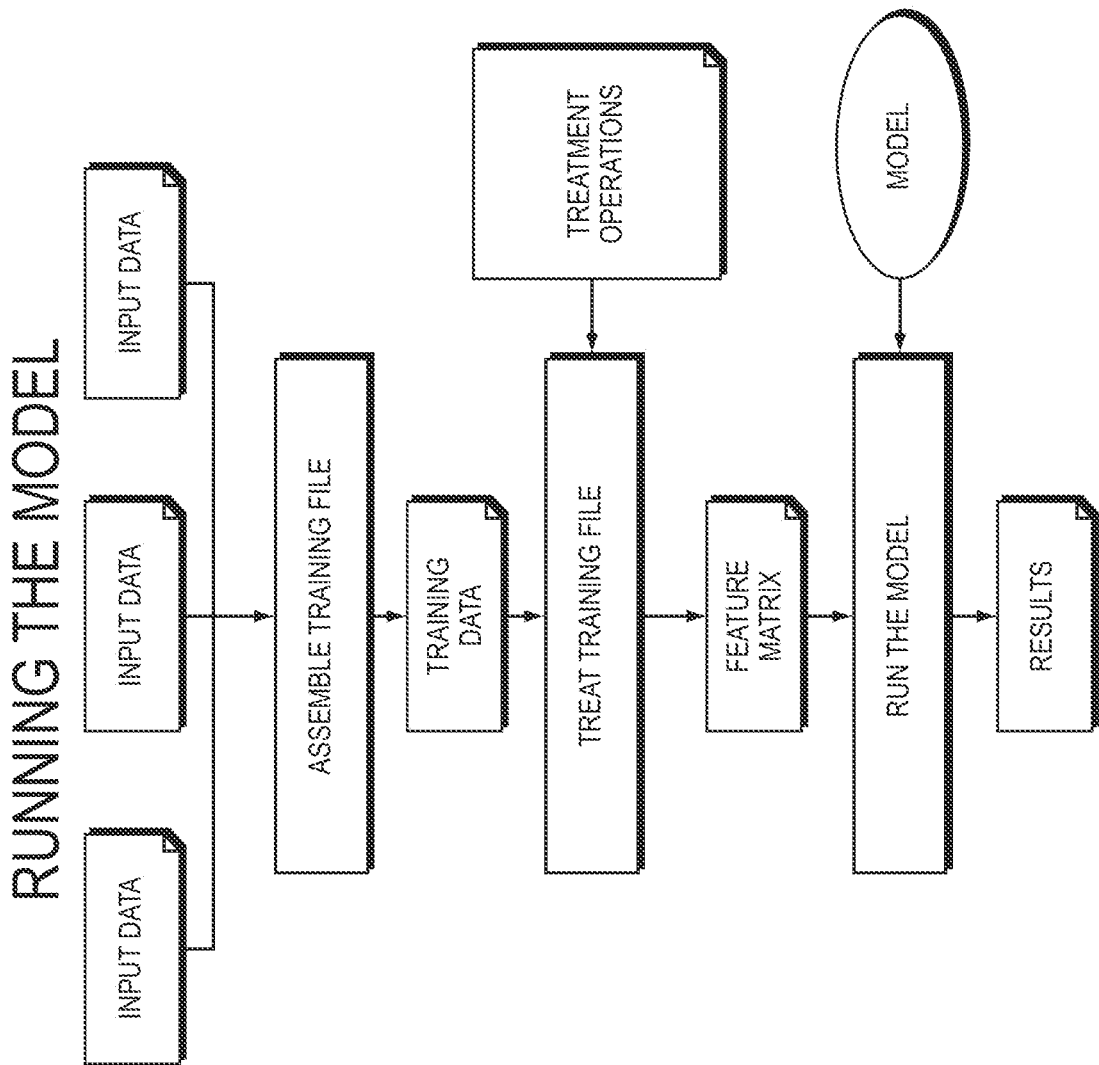 RUNNING THE MODEL
INPUT DATA
INPUT DATA
INPUT DATA
ASSEMBLE TRAINING FILE
TRAINING
DATA
TREATMENT
OPERATIONS
TREAT TRAINING FILE
FEATURE
MATRIX
MODEL
RUN THE MODEL
RESULTS